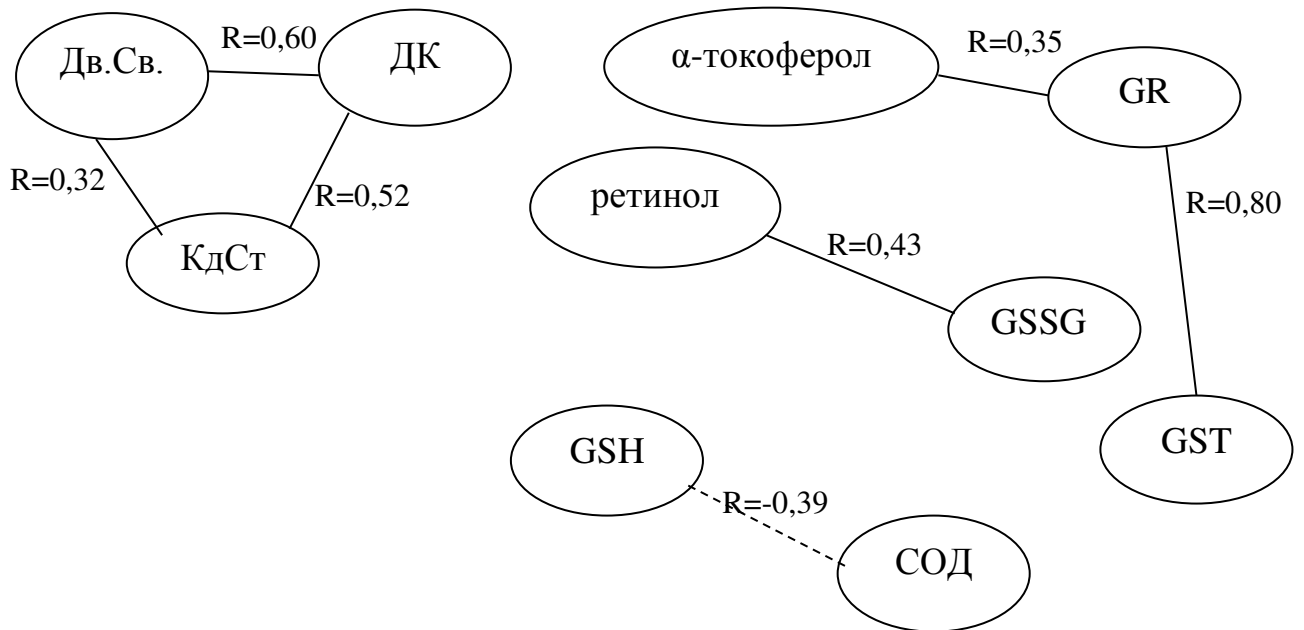 R=0,60
Дв.Св.
ДК
R=0,32
R=0,52
КдСт
R=0,35
α-токоферол
GR
ретинол
R=0,80
R=0,43
GSSG
GST
GSH
R=-0,39
СОД